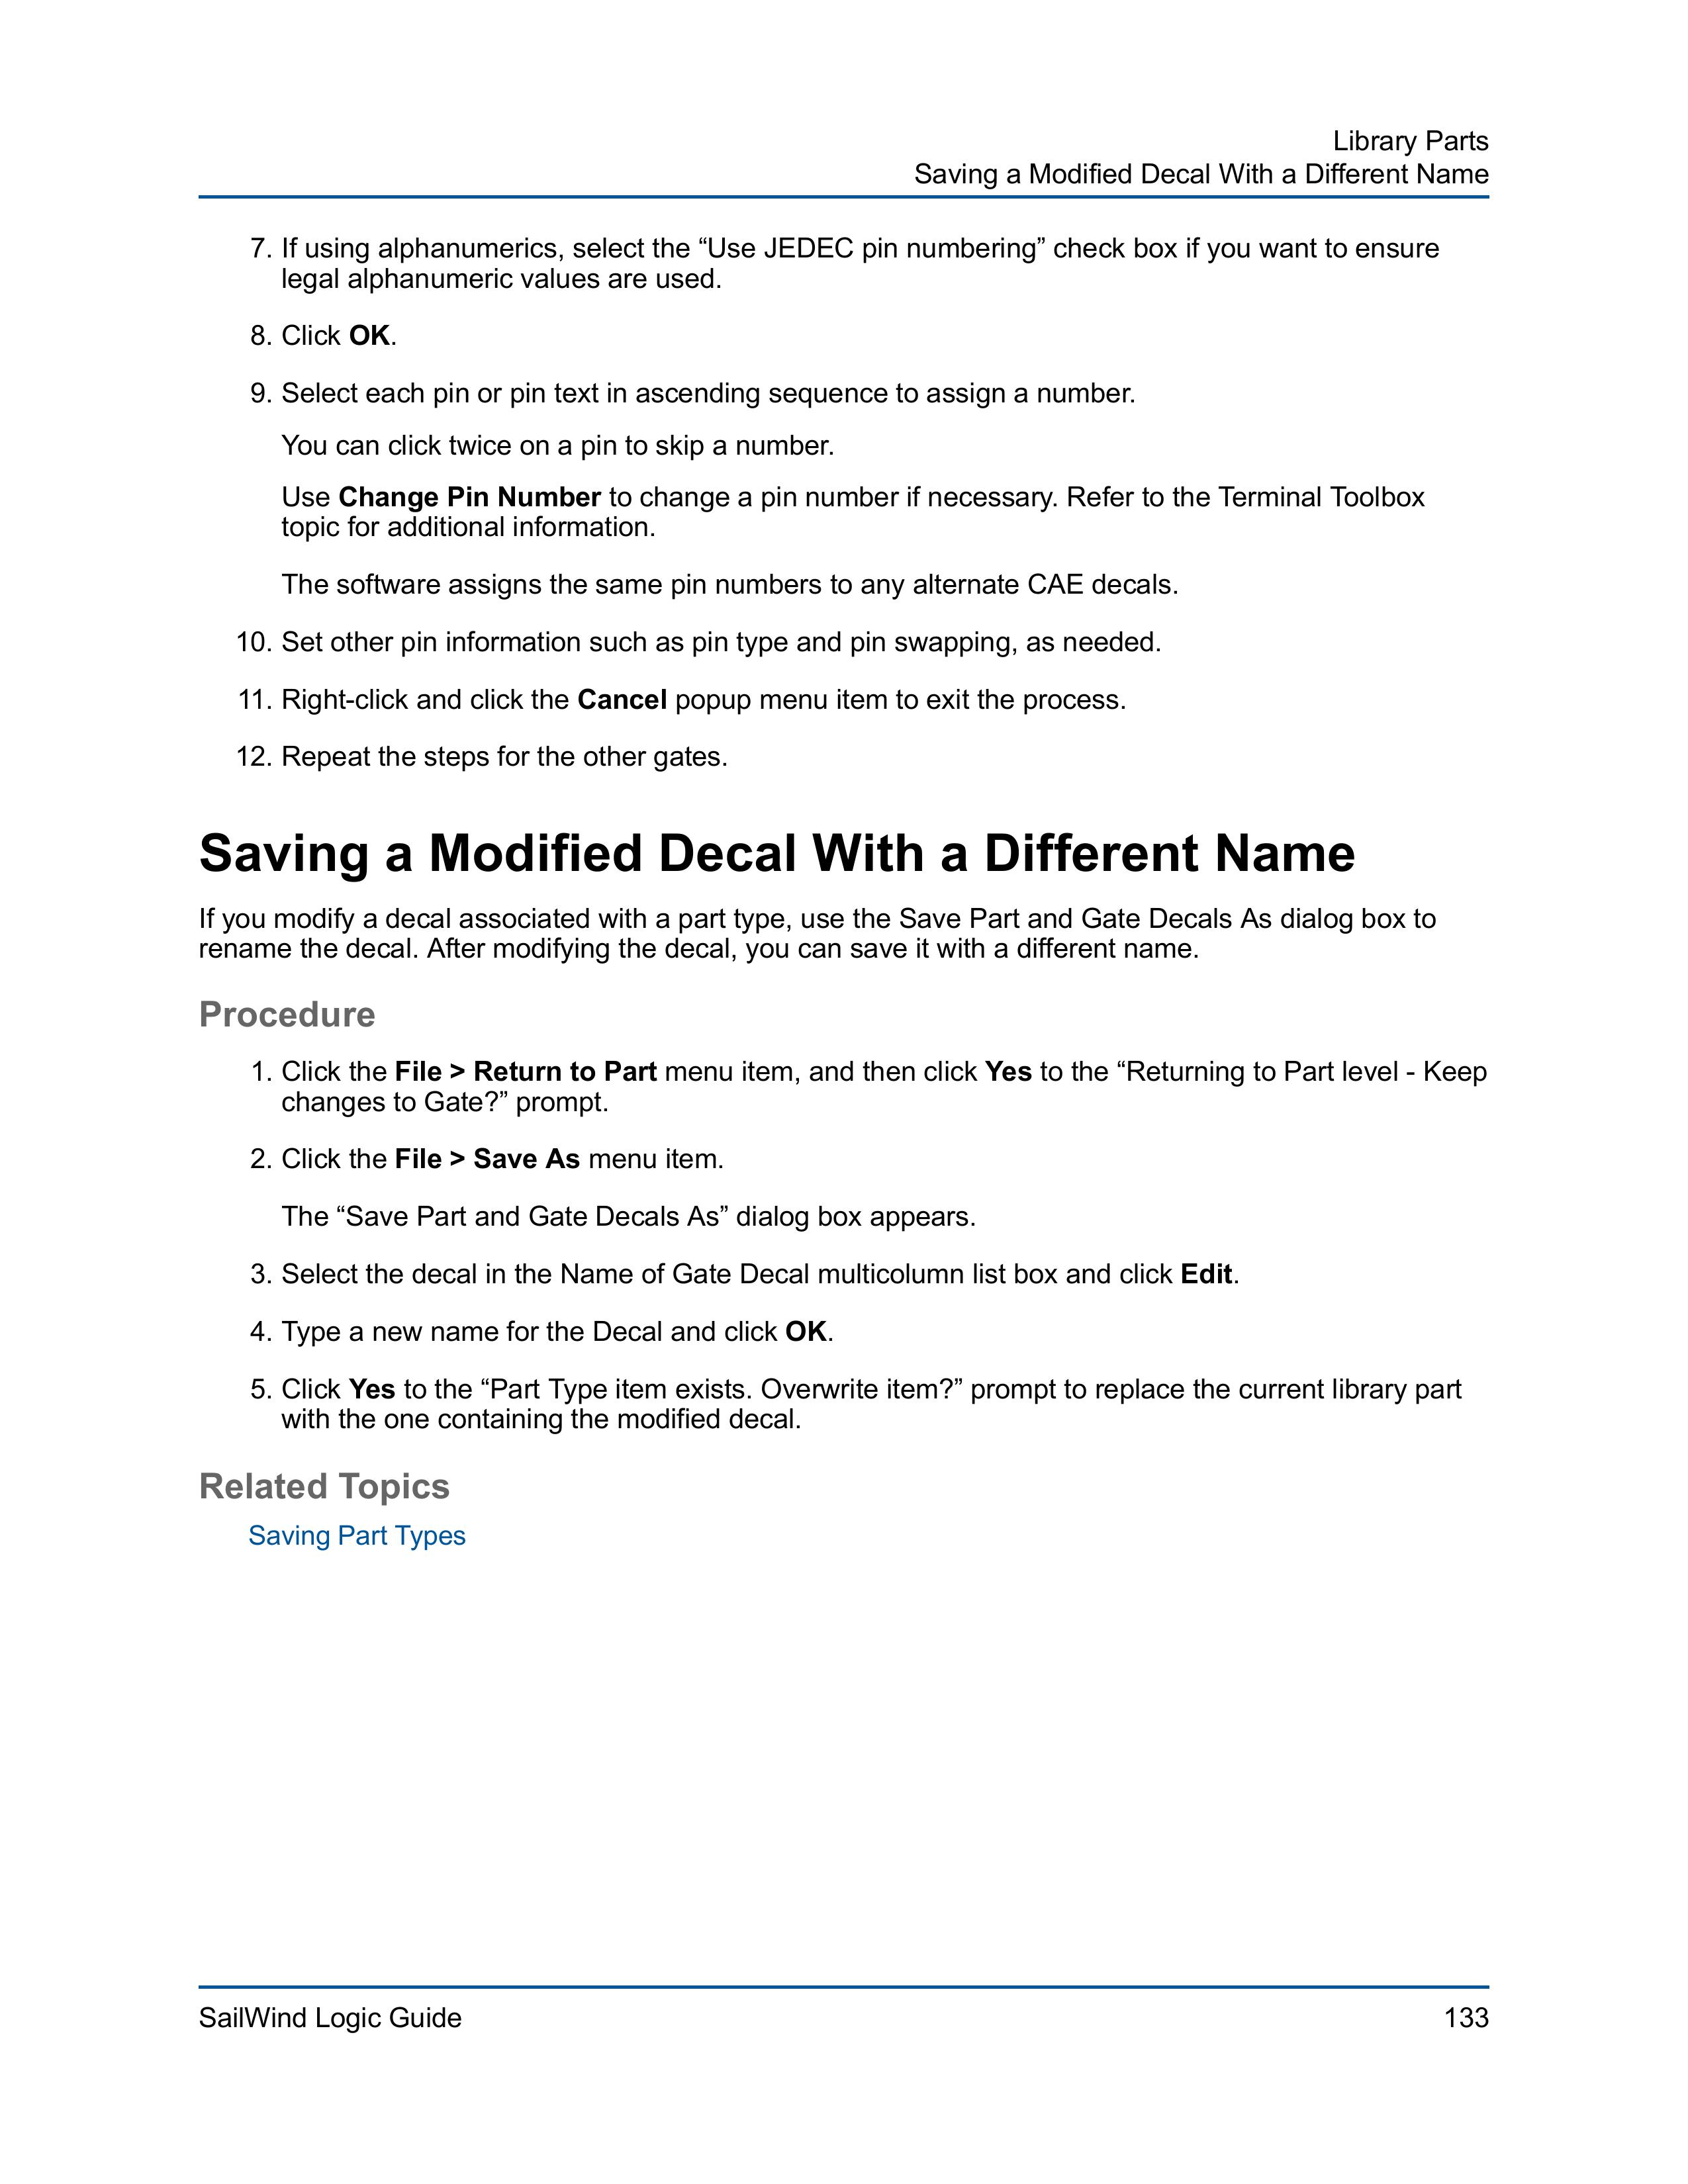 Library Parts
Saving a Modified Decal With a Different Name
7. If using alphanumerics, select the “Use JEDEC pin numbering” check box if you want to ensure
legal alphanumeric values are used.
8. Click OK.
9. Select each pin or pin text in ascending sequence to assign a number.
You can click twice on a pin to skip a number.
Use Change Pin Number to change a pin number if necessary. Refer to the Terminal Toolbox
topic for additional information.
The software assigns the same pin numbers to any alternate CAE decals.
10. Set other pin information such as pin type and pin swapping, as needed.
11. Right-click and click the Cancel popup menu item to exit the process.
12. Repeat the steps for the other gates.
Saving a Modified Decal With a Different Name
If you modify a decal associated with a part type, use the Save Part and Gate Decals As dialog box to
rename the decal. After modifying the decal, you can save it with a different name.
Procedure
1. Click the File > Return to Part menu item, and then click Yes to the “Returning to Part level - Keep
changes to Gate?” prompt.
2. Click the File > Save As menu item.
The “Save Part and Gate Decals As” dialog box appears.
3. Select the decal in the Name of Gate Decal multicolumn list box and click Edit.
4. Type a new name for the Decal and click OK.
5. Click Yes to the “Part Type item exists. Overwrite item?” prompt to replace the current library part
with the one containing the modified decal.
Related Topics
Saving Part Types
SailWind Logic Guide 133